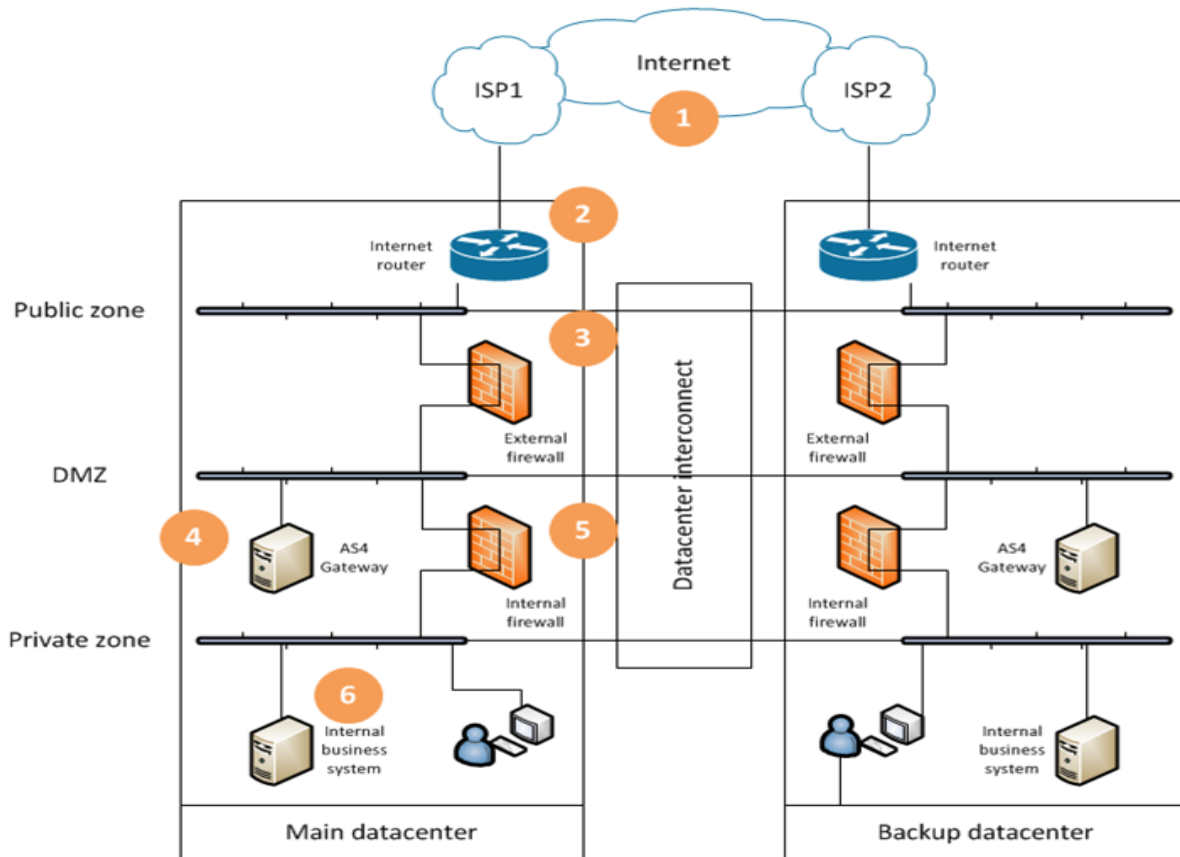 Internet
ISP1
ISP2
1
2
Internet
router
Internet
router
Public zone
3
External
firewall
External
firewall
Datacenter interconnect
DMZ
4
5
AS4
Gateway
AS4
Gateway
Internal
firewall
Internal
firewall
Private zone
6
Internal
business
system
Internal
business
system
Main datacenter
Backup datacenter